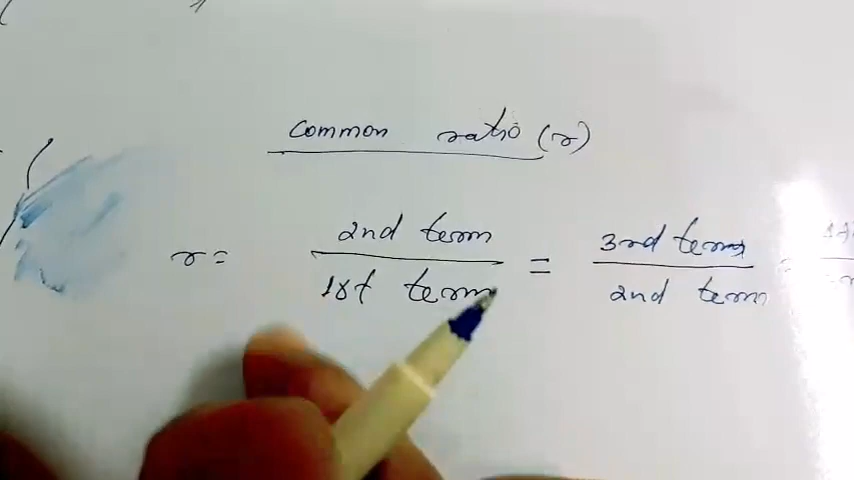 common ratio (r)
r = 2nd term / 1st term = 3rd term / 2nd term =